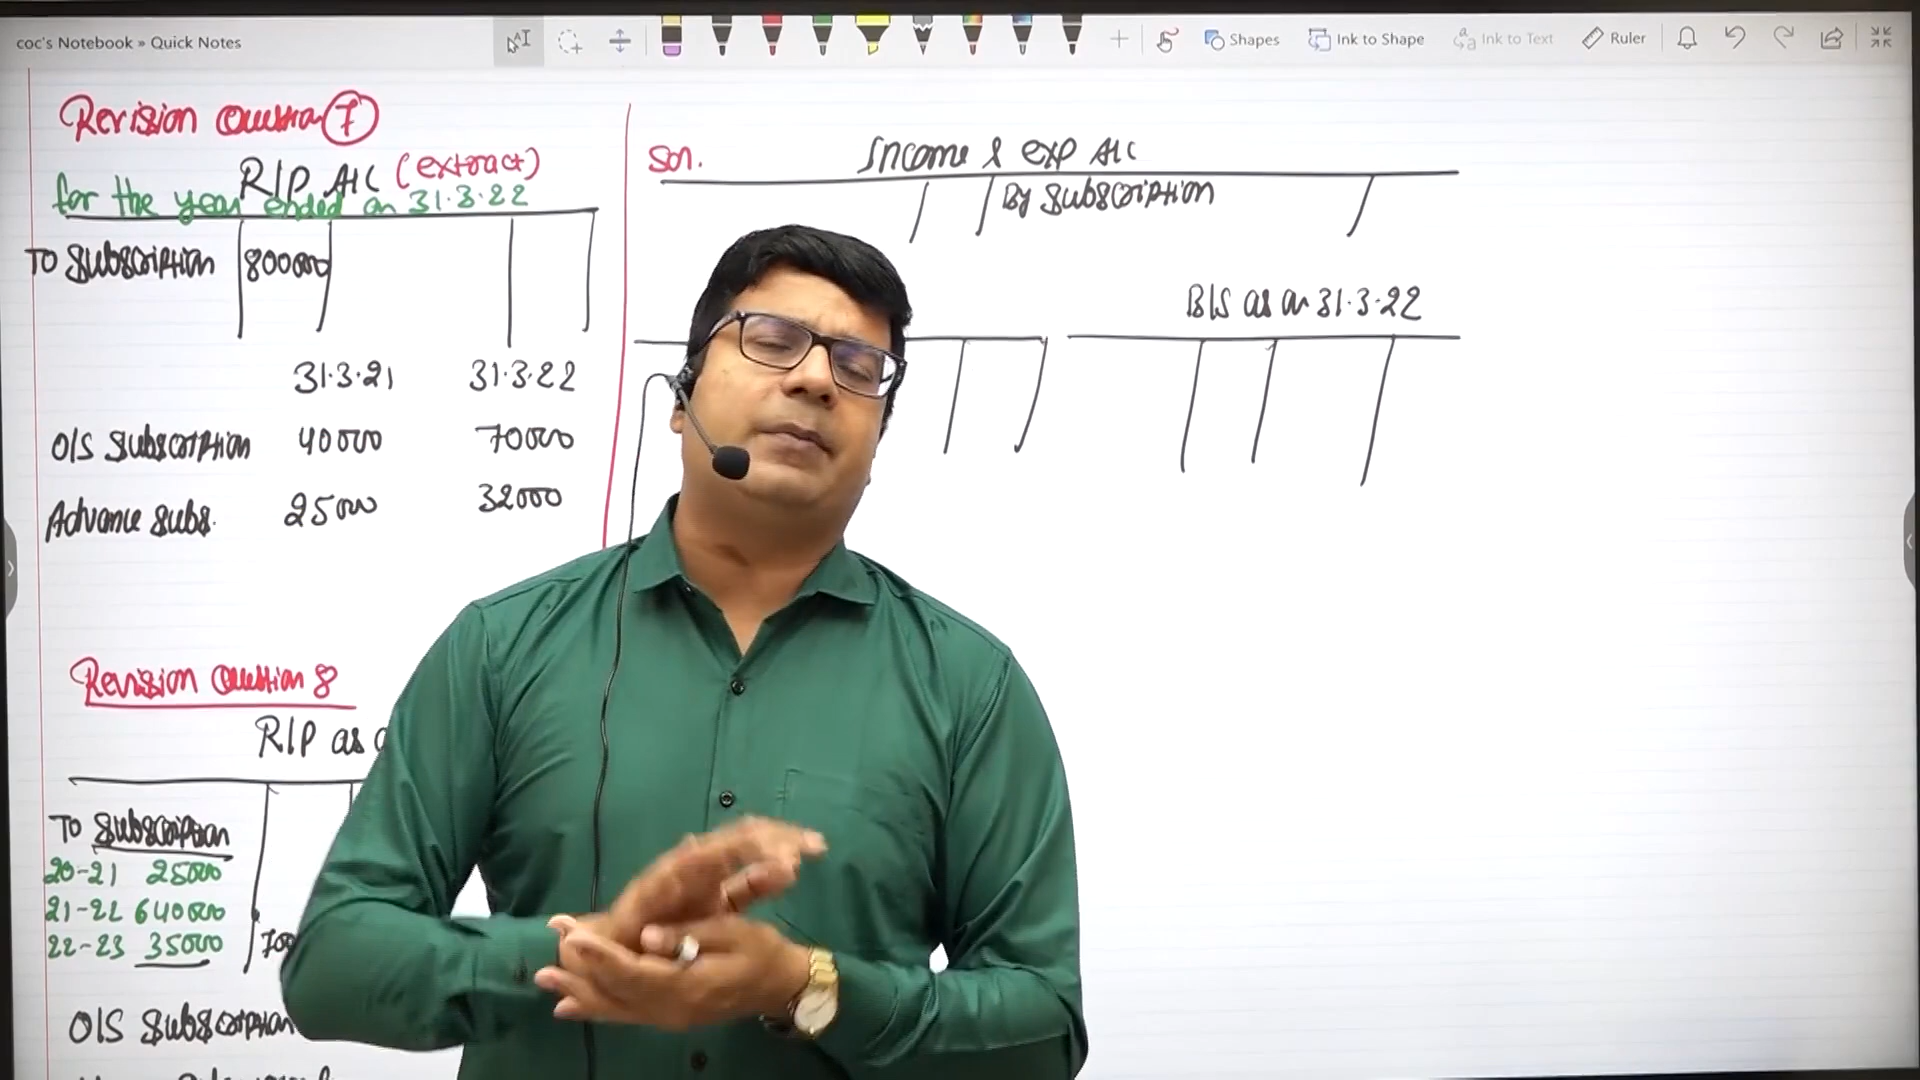 coc's Notebook » Quick Notes
Shapes
Ink to Shape
Ink to Text
Ruler
Revision Question 7
R/P A/C (extract)
for the year ended on 31.3.22
To Subscription 800000
31.3.21 31.3.22
O/S Subscription 40000 70000
Advance Subs. 25000 32000
Revision Question 8
R/P as
To Subscription
20-21 25000
21-22 640000
22-23 35000 700
O/S Subscription
Son.
Income & exp A/C
By Subscription
B/S as on 31.3.22